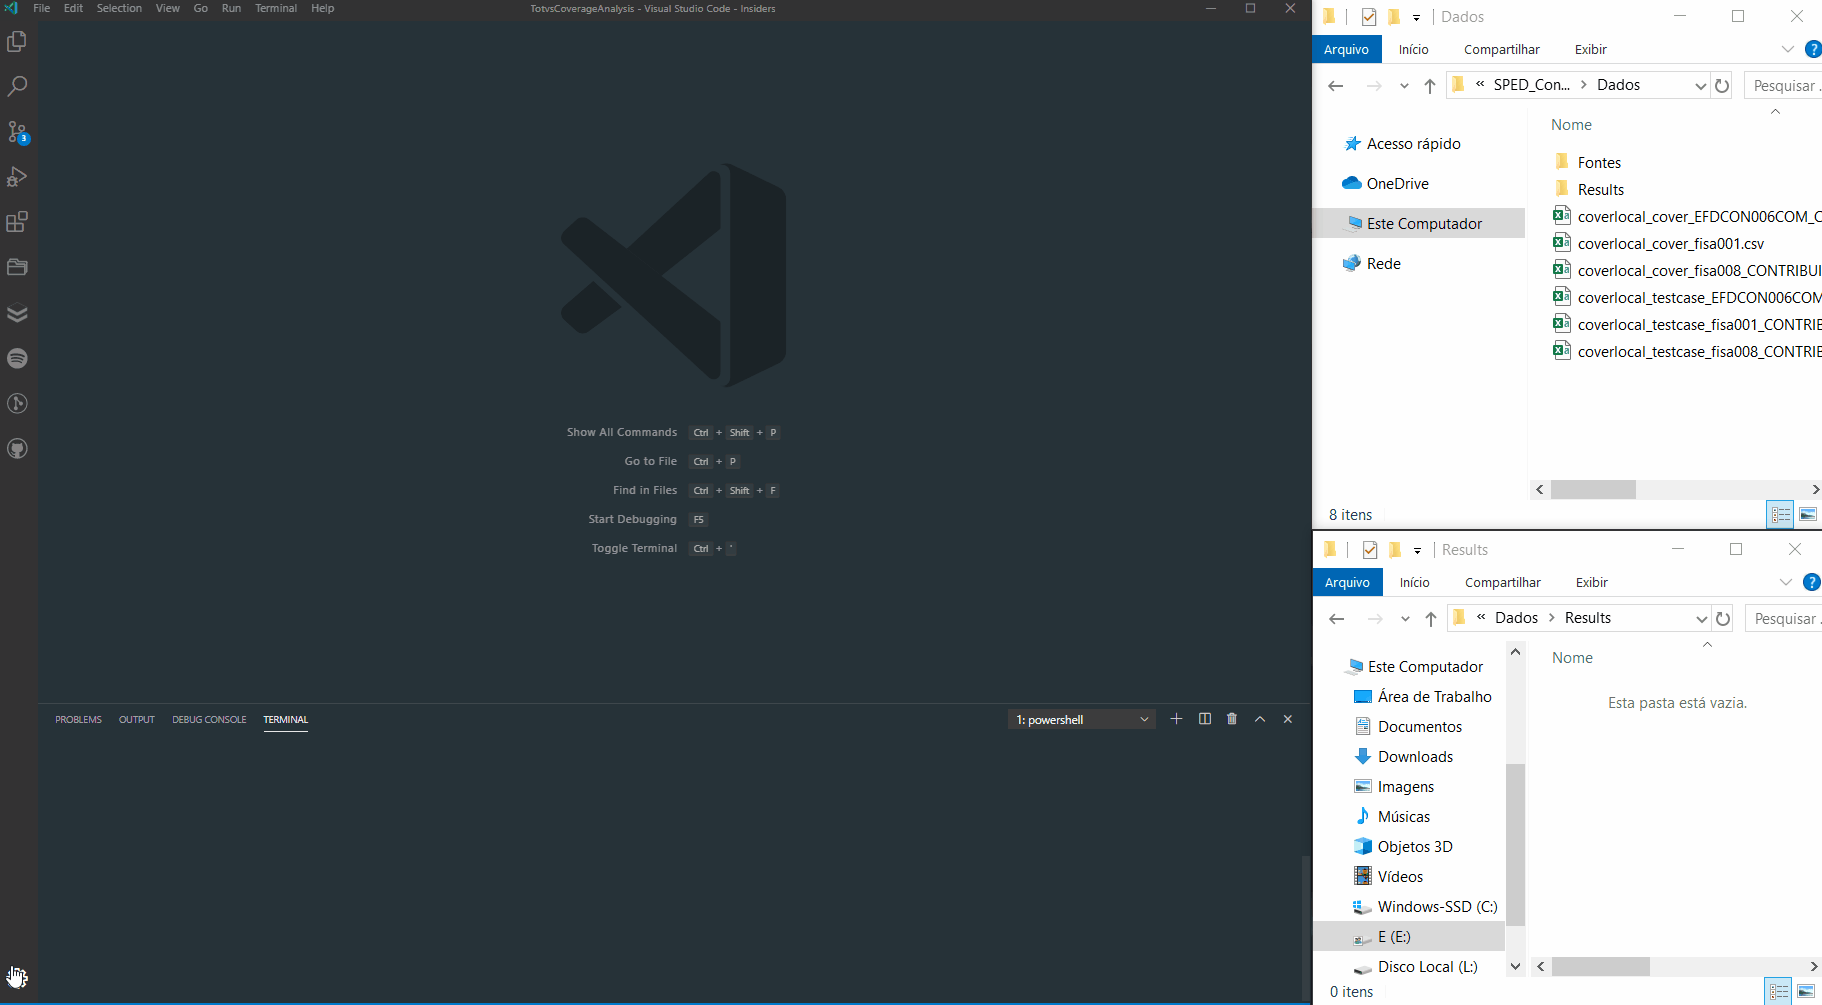 File Edit Selection View Go Run Terminal Help
TotvsCoverageAnalysis - Visual Studio Code - Insiders
3
Show All Commands Ctrl + Shift + P
Go to File Ctrl + P
Find in Files Ctrl + Shift + F
Start Debugging F5
Toggle Terminal Ctrl + `
PROBLEMS OUTPUT DEBUG CONSOLE TERMINAL
1: powershell
Dados
Arquivo Início Compartilhar Exibir
?
« SPED_Con... > Dados
Pesquisar .
Acesso rápido
OneDrive
Este Computador
Rede
Nome
Fontes
Results
coverlocal_cover_EFDCON006COM_C
coverlocal_cover_fisa001.csv
coverlocal_cover_fisa008_CONTRIBUI
coverlocal_testcase_EFDCON006COM
coverlocal_testcase_fisa001_CONTRIB
coverlocal_testcase_fisa008_CONTRIB
8 itens
Results
Arquivo Início Compartilhar Exibir
?
« Dados > Results
Pesquisar .
Este Computador
Área de Trabalho
Documentos
Downloads
Imagens
Músicas
Objetos 3D
Vídeos
Windows-SSD (C:)
E (E:)
Disco Local (L:)
Nome
Esta pasta está vazia.
0 itens